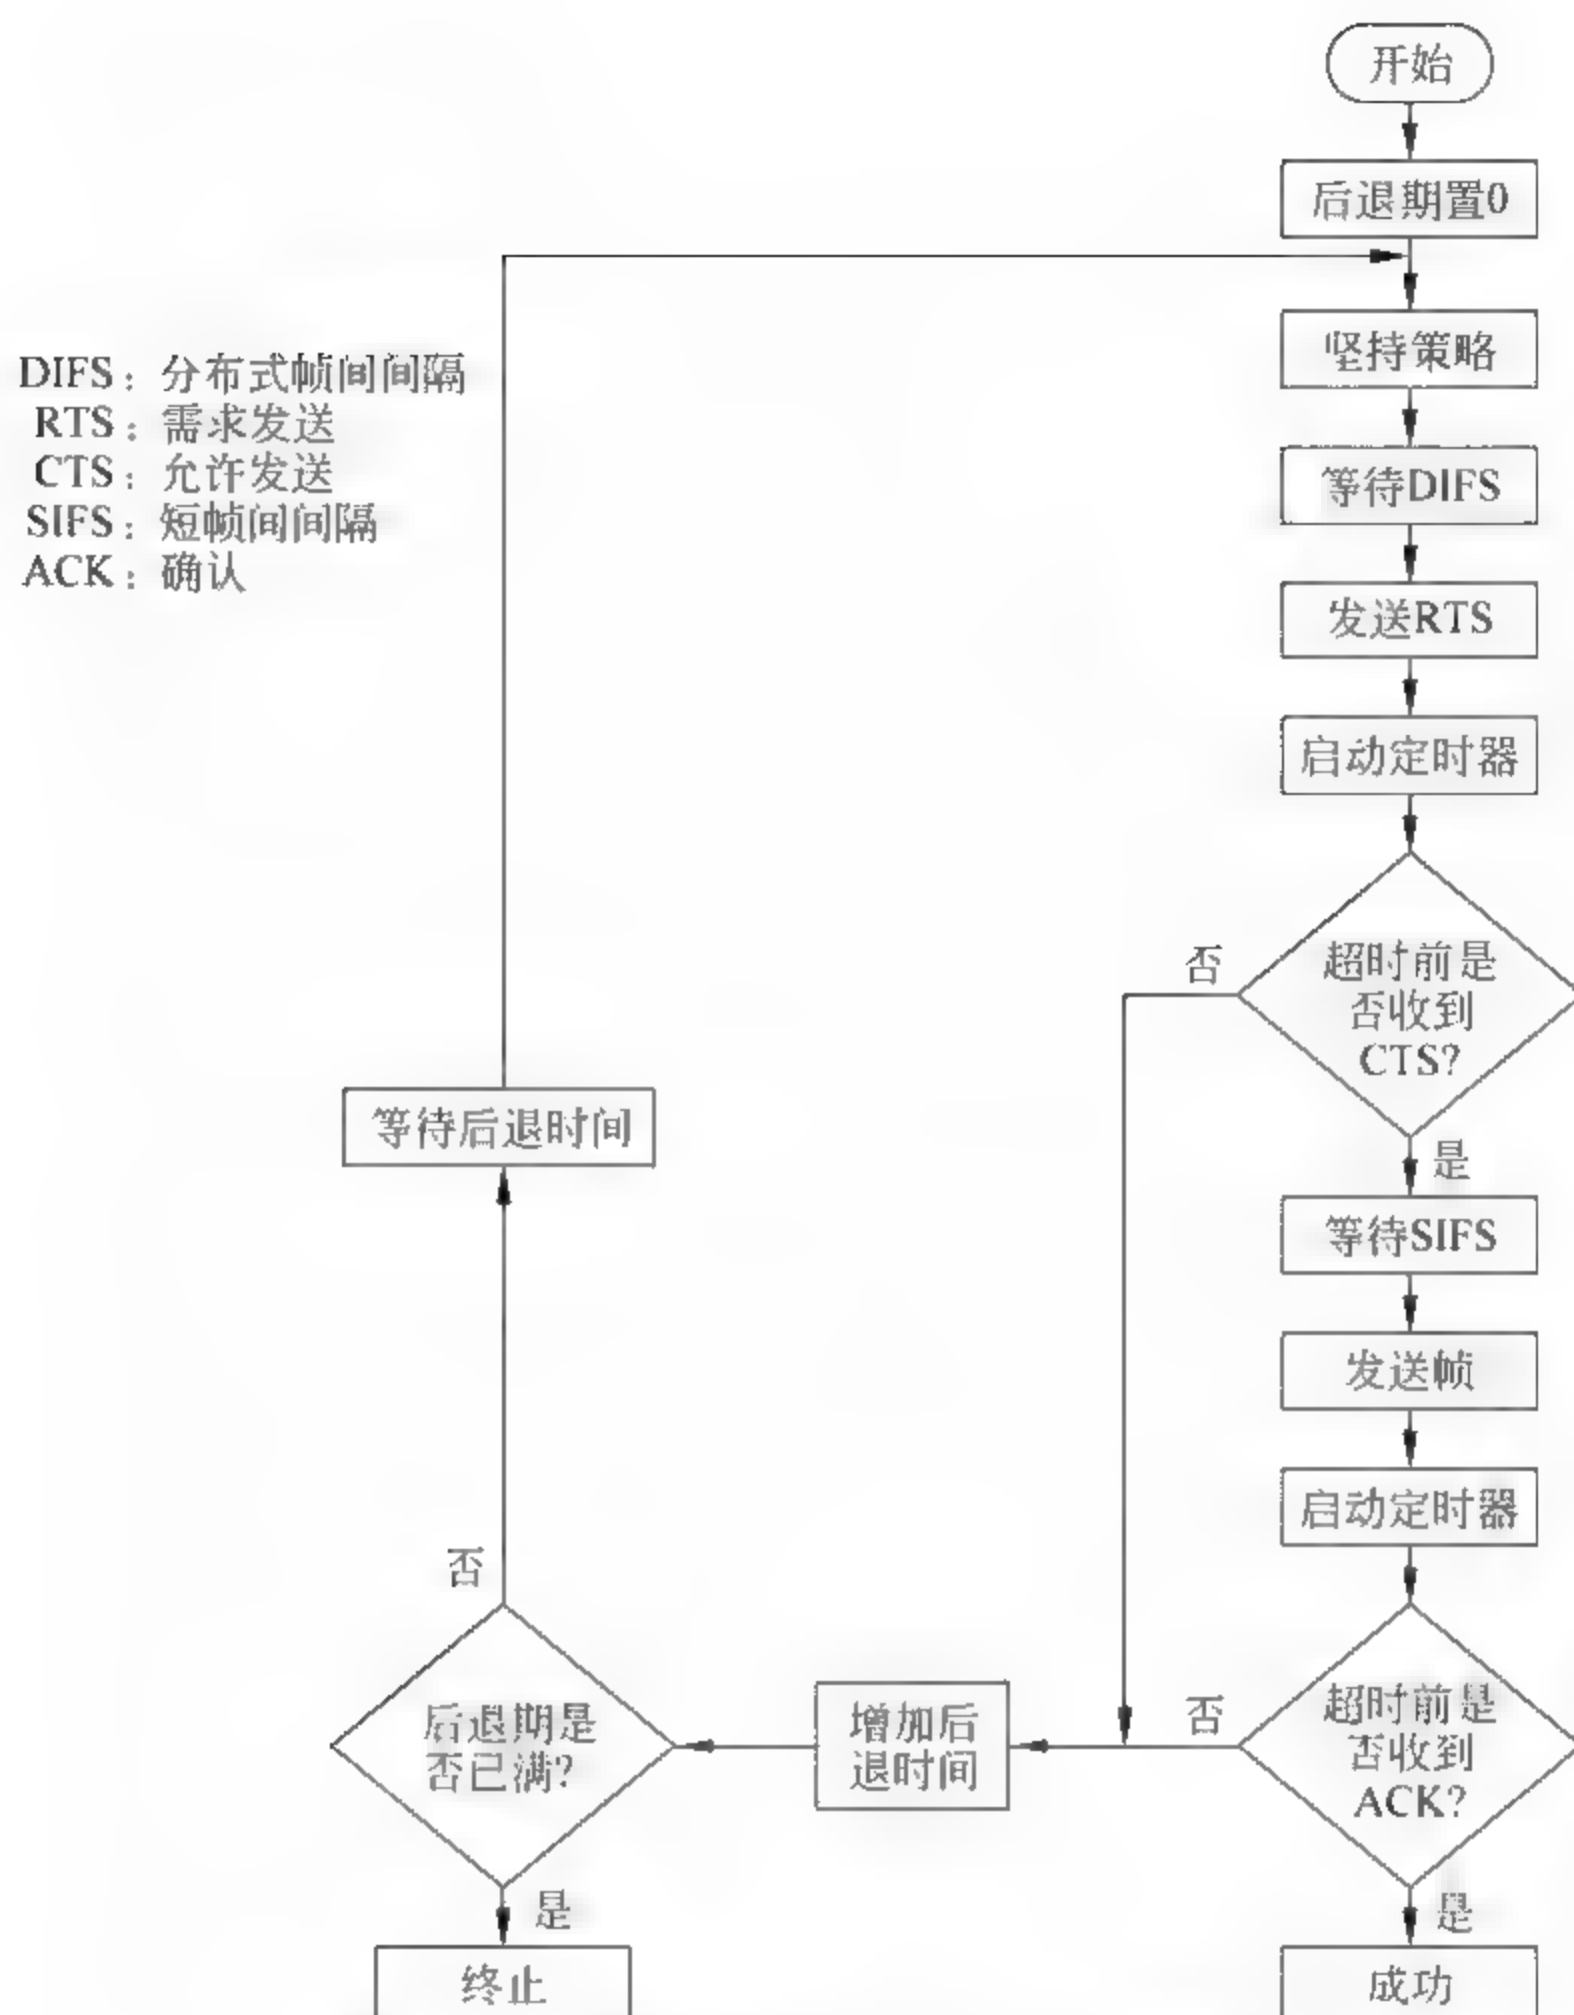 开始
后退期置0
坚持策略
DIFS：分布式帧间间隔
RTS：需求发送
CTS：允许发送
SIFS：短帧间间隔
ACK：确认
等待DIFS
发送RTS
启动定时器
否
超时前是
否收到
CTS?
是
等待后退时间
等待SIFS
发送帧
启动定时器
否
后退期是
否已满?
增加后
退时间
否
超时前是
否收到
ACK?
是
是
终止
成功